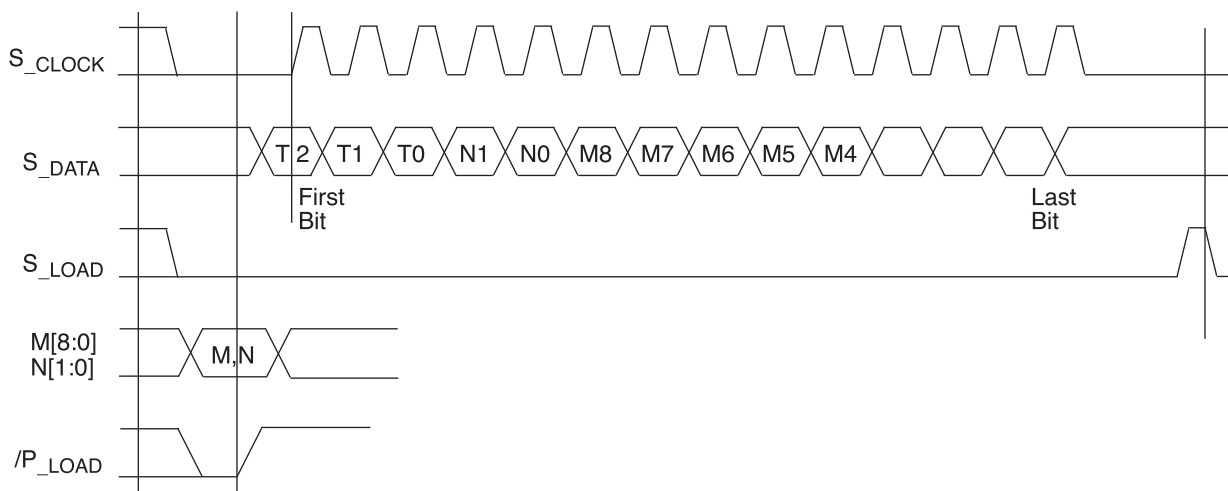 S_CLOCK
S_DATA
T2 T1 T0 N1 N0 M8 M7 M6 M5 M4
First
Bit
Last
Bit
S_LOAD
M[8:0]
N[1:0]
M,N
/P_LOAD